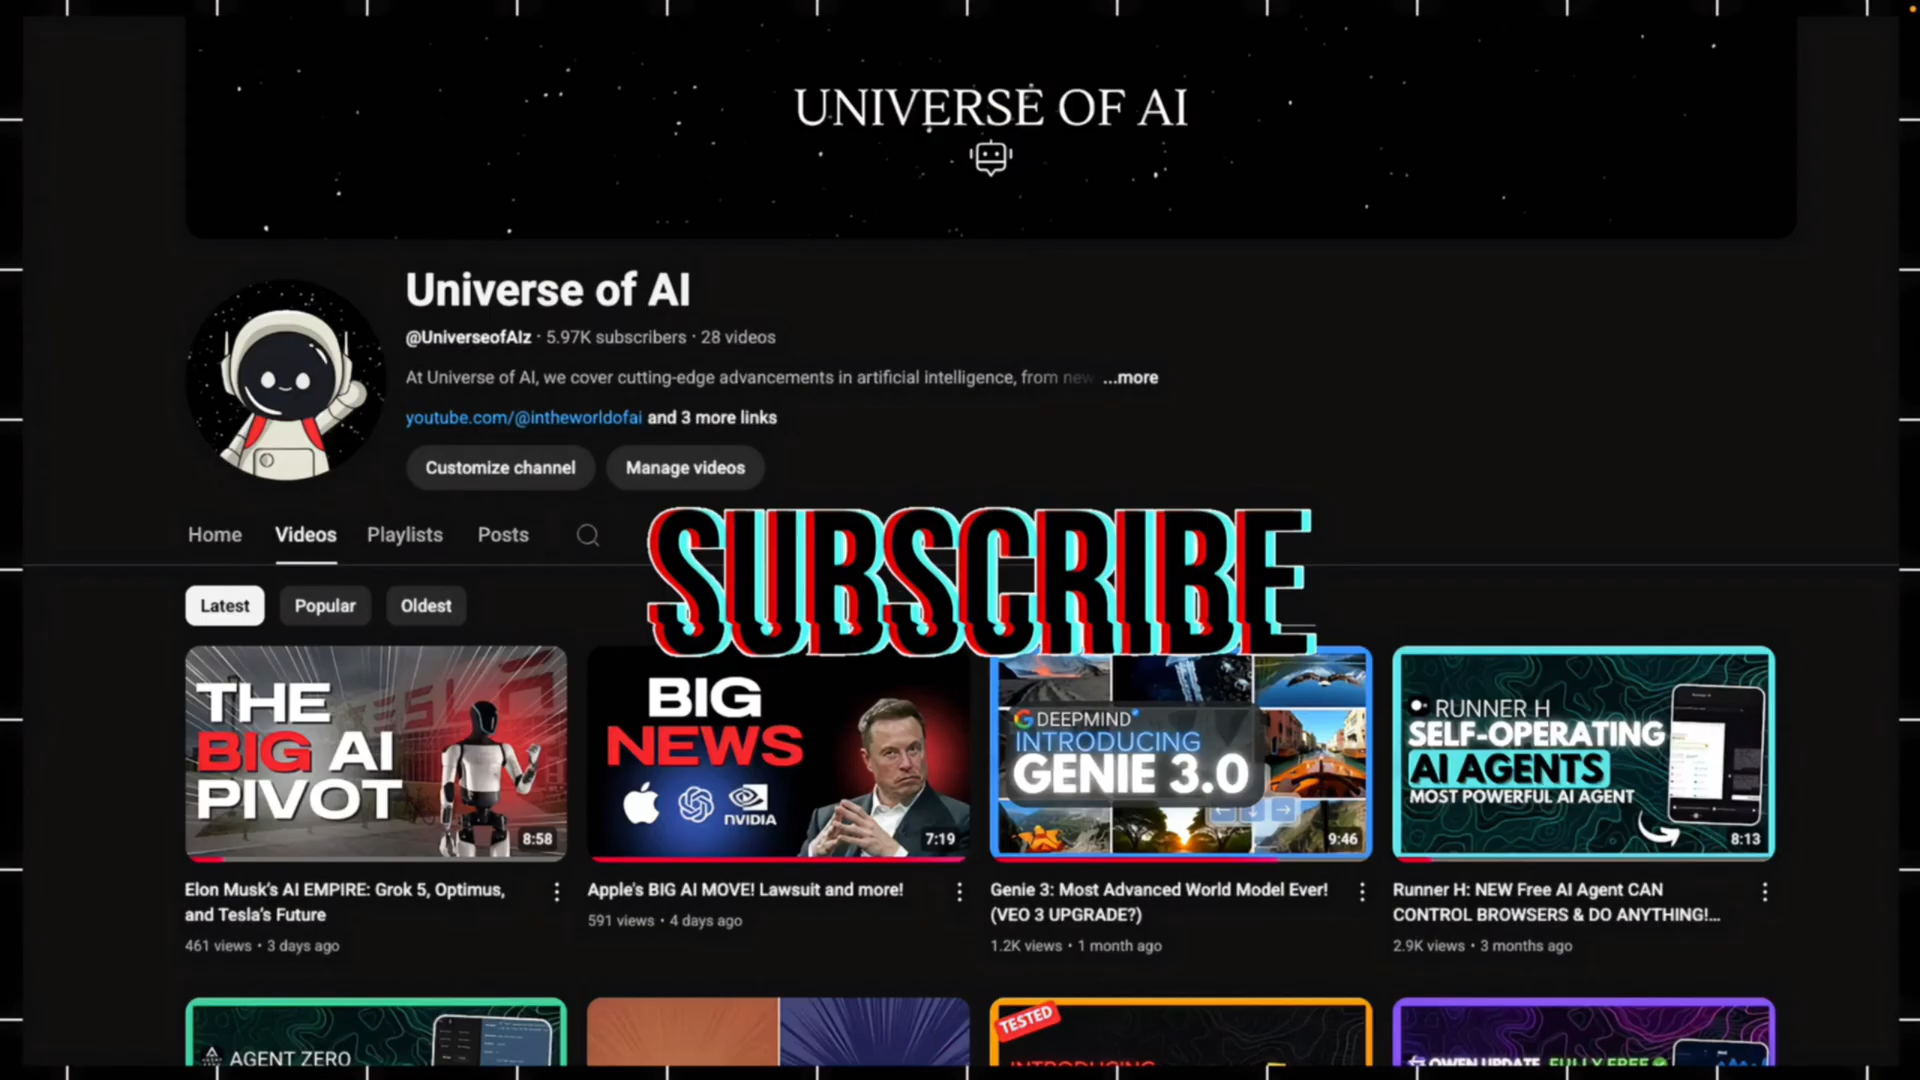 UNIVERSE OF AI
Universe of AI
@UniverseofAIz · 5.97K subscribers · 28 videos
At Universe of AI, we cover cutting-edge advancements in artificial intelligence, from new ...more
youtube.com/@intheworldofai and 3 more links
Customize channel Manage videos
Home Videos Playlists Posts
SUBSCRIBE
Latest Popular Oldest
TESLA
THE
BIG AI
PIVOT
8:58
BIG
NEWS
NVIDIA
7:19
DEEPMIND
INTRODUCING
GENIE 3.0
9:46
RUNNER H
SELF-OPERATING
AI AGENTS
MOST POWERFUL AI AGENT
8:13
Elon Musk's AI EMPIRE: Grok 5, Optimus,
and Tesla's Future
461 views • 3 days ago
Apple's BIG AI MOVE! Lawsuit and more!
591 views • 4 days ago
Genie 3: Most Advanced World Model Ever!
(VEO 3 UPGRADE?)
1.2K views • 1 month ago
Runner H: NEW Free AI Agent CAN
CONTROL BROWSERS & DO ANYTHING!...
2.9K views • 3 months ago
AGENT ZERO
TESTED
INTRODUCING
QWEN UPDATE FULLY FREE